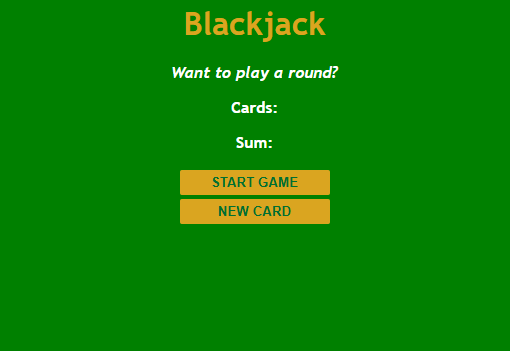 Blackjack
Want to play a round?
Cards:
Sum:
START GAME
NEW CARD